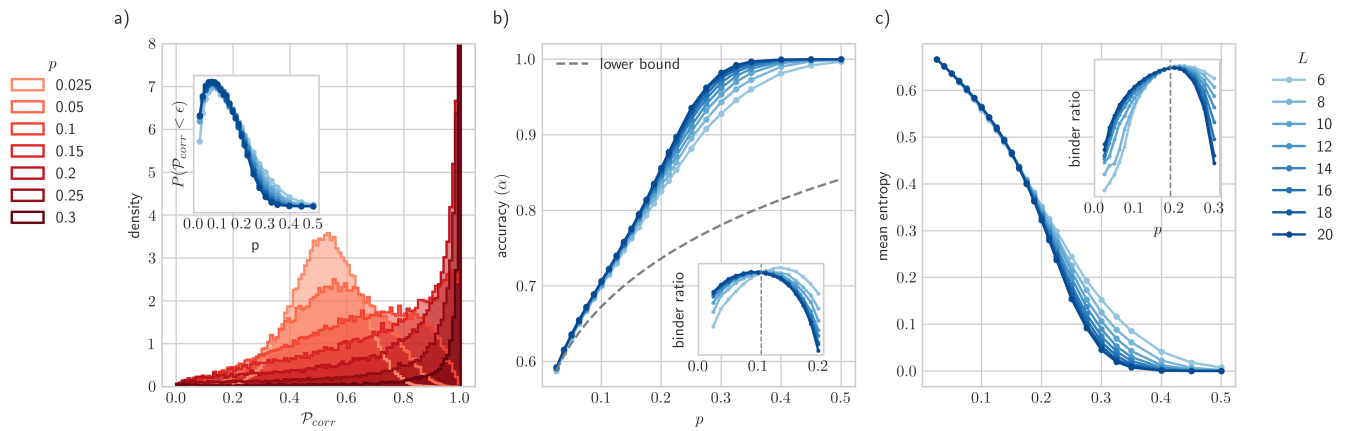 a)
b)
c)
p
0.025
0.05
0.1
0.15
0.2
0.25
0.3
density
8
7
6
5
4
3
2
1
0
0.0 0.2 0.4 0.6 0.8 1.0
𝒫corr
P(𝒫corr < ϵ)
0.0 0.1 0.2 0.3 0.4 0.5
p
accuracy (α)
1.0
0.9
0.8
0.7
0.6
lower bound
0.1 0.2 0.3 0.4 0.5
p
binder ratio
0.0 0.1 0.2
mean entropy
0.6
0.5
0.4
0.3
0.2
0.1
0.0
0.1 0.2 0.3 0.4 0.5
binder ratio
0.0 0.1 0.2 0.3
p
L
6
8
10
12
14
16
18
20